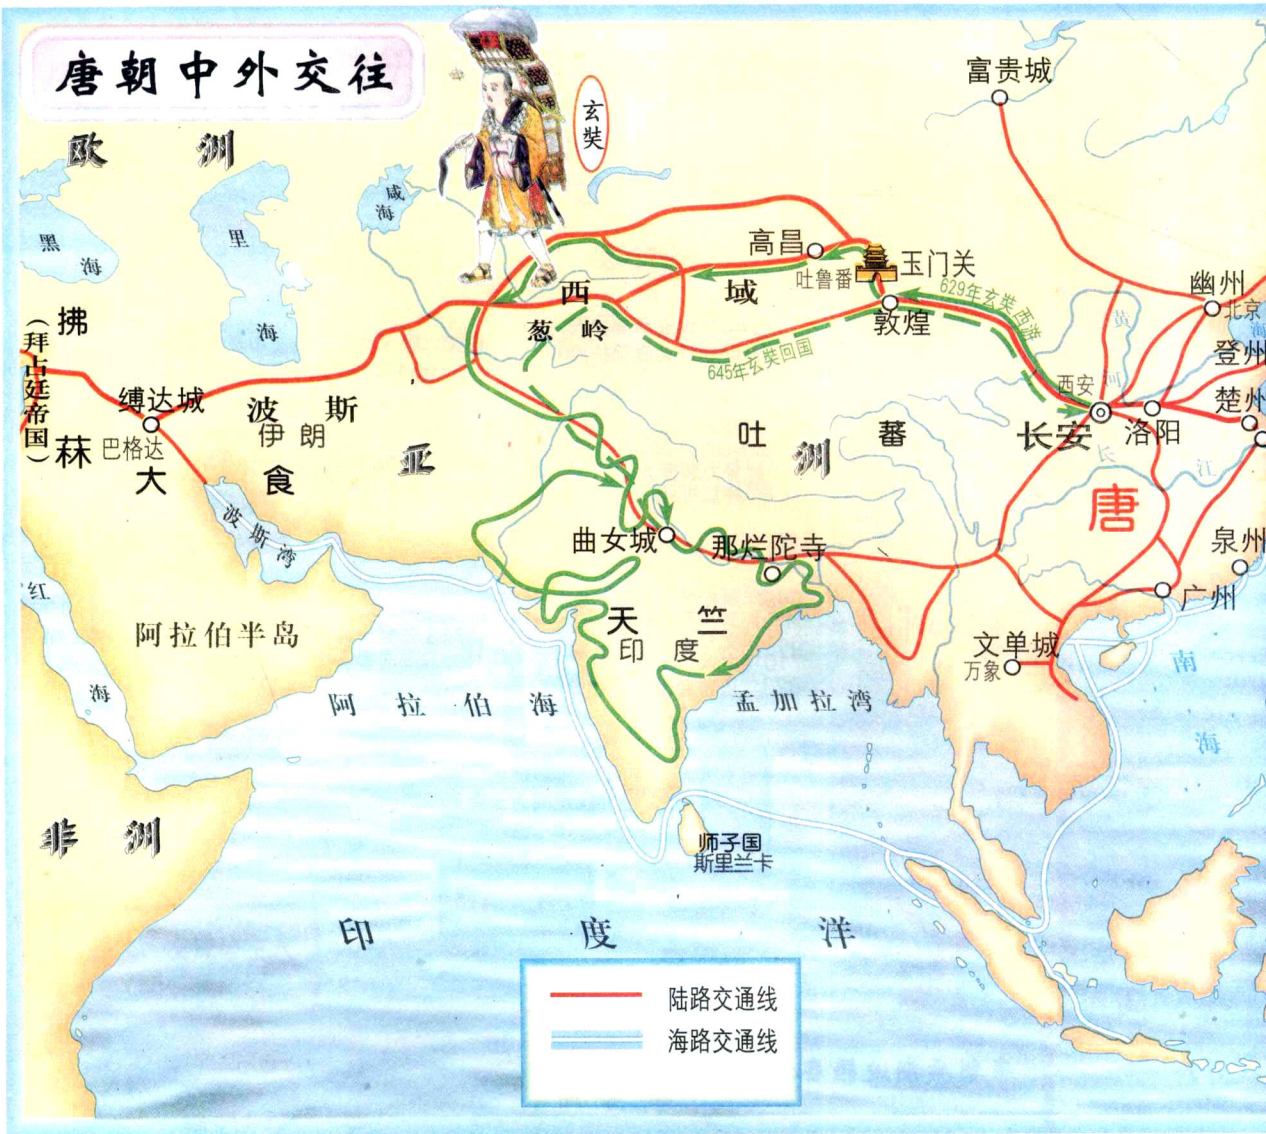 唐朝中外交往
玄奘
欧洲
富贵城
咸海
黑海
里海
高昌
吐鲁番
玉门关
西域
葱岭
敦煌
629年玄奘西游
645年玄奘回国
幽州
北京
黄河
渤海
登州
楚州
拂菻
(拜占廷帝国)
缚达城
巴格达
波斯
伊朗
大食
亚洲
吐蕃
西安
长安
洛阳
长江
唐
波斯湾
曲女城
那烂陀寺
泉州
广州
红海
阿拉伯半岛
天竺
印度
文单城
万象
南海
阿拉伯海
孟加拉湾
非洲
师子国
斯里兰卡
印度洋
陆路交通线
海路交通线